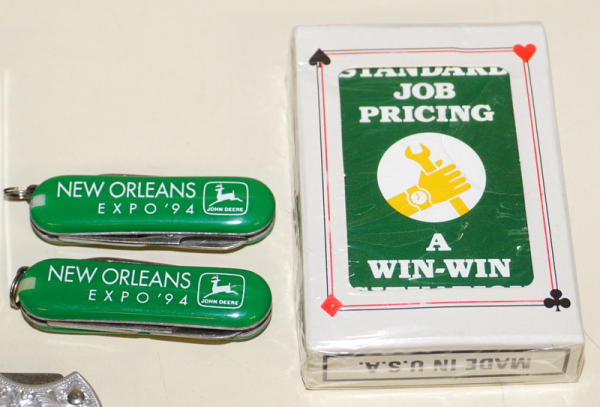 NEW ORLEANS
EXPO '94
JOHN DEERE
NEW ORLEANS
EXPO '94
JOHN DEERE
STANDARD
JOB
PRICING
A
WIN-WIN
MADE IN U.S.A.